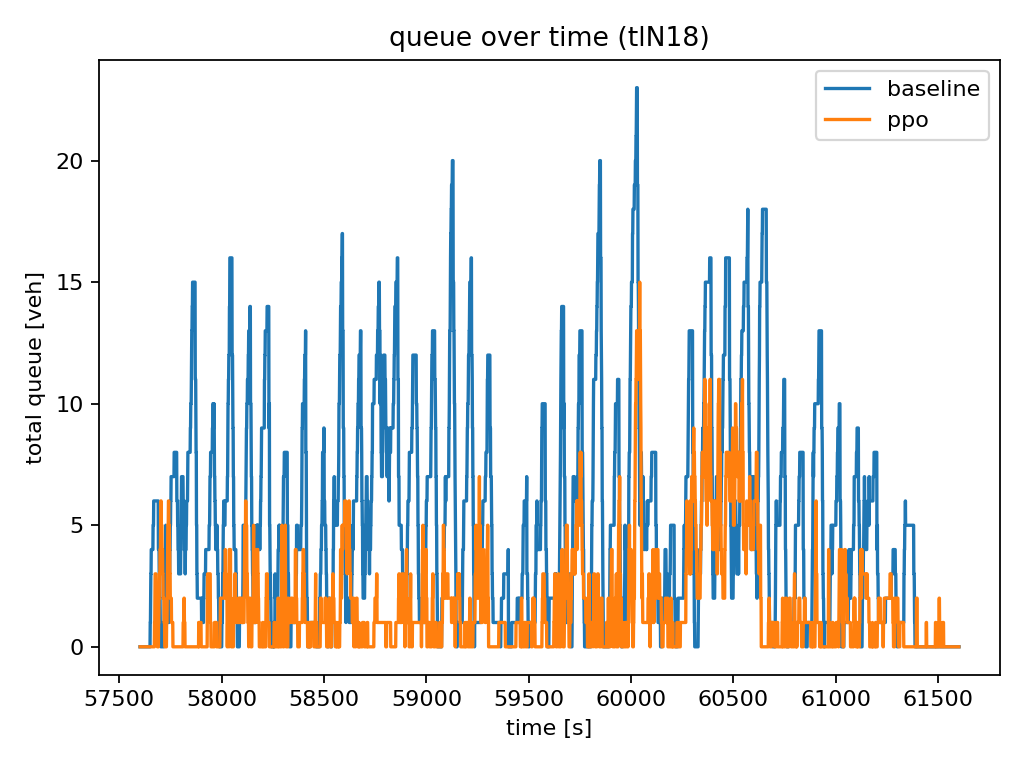 queue over time (tlN18)
baseline
ppo
total queue [veh]
20
15
10
5
0
57500 58000 58500 59000 59500 60000 60500 61000 61500
time [s]